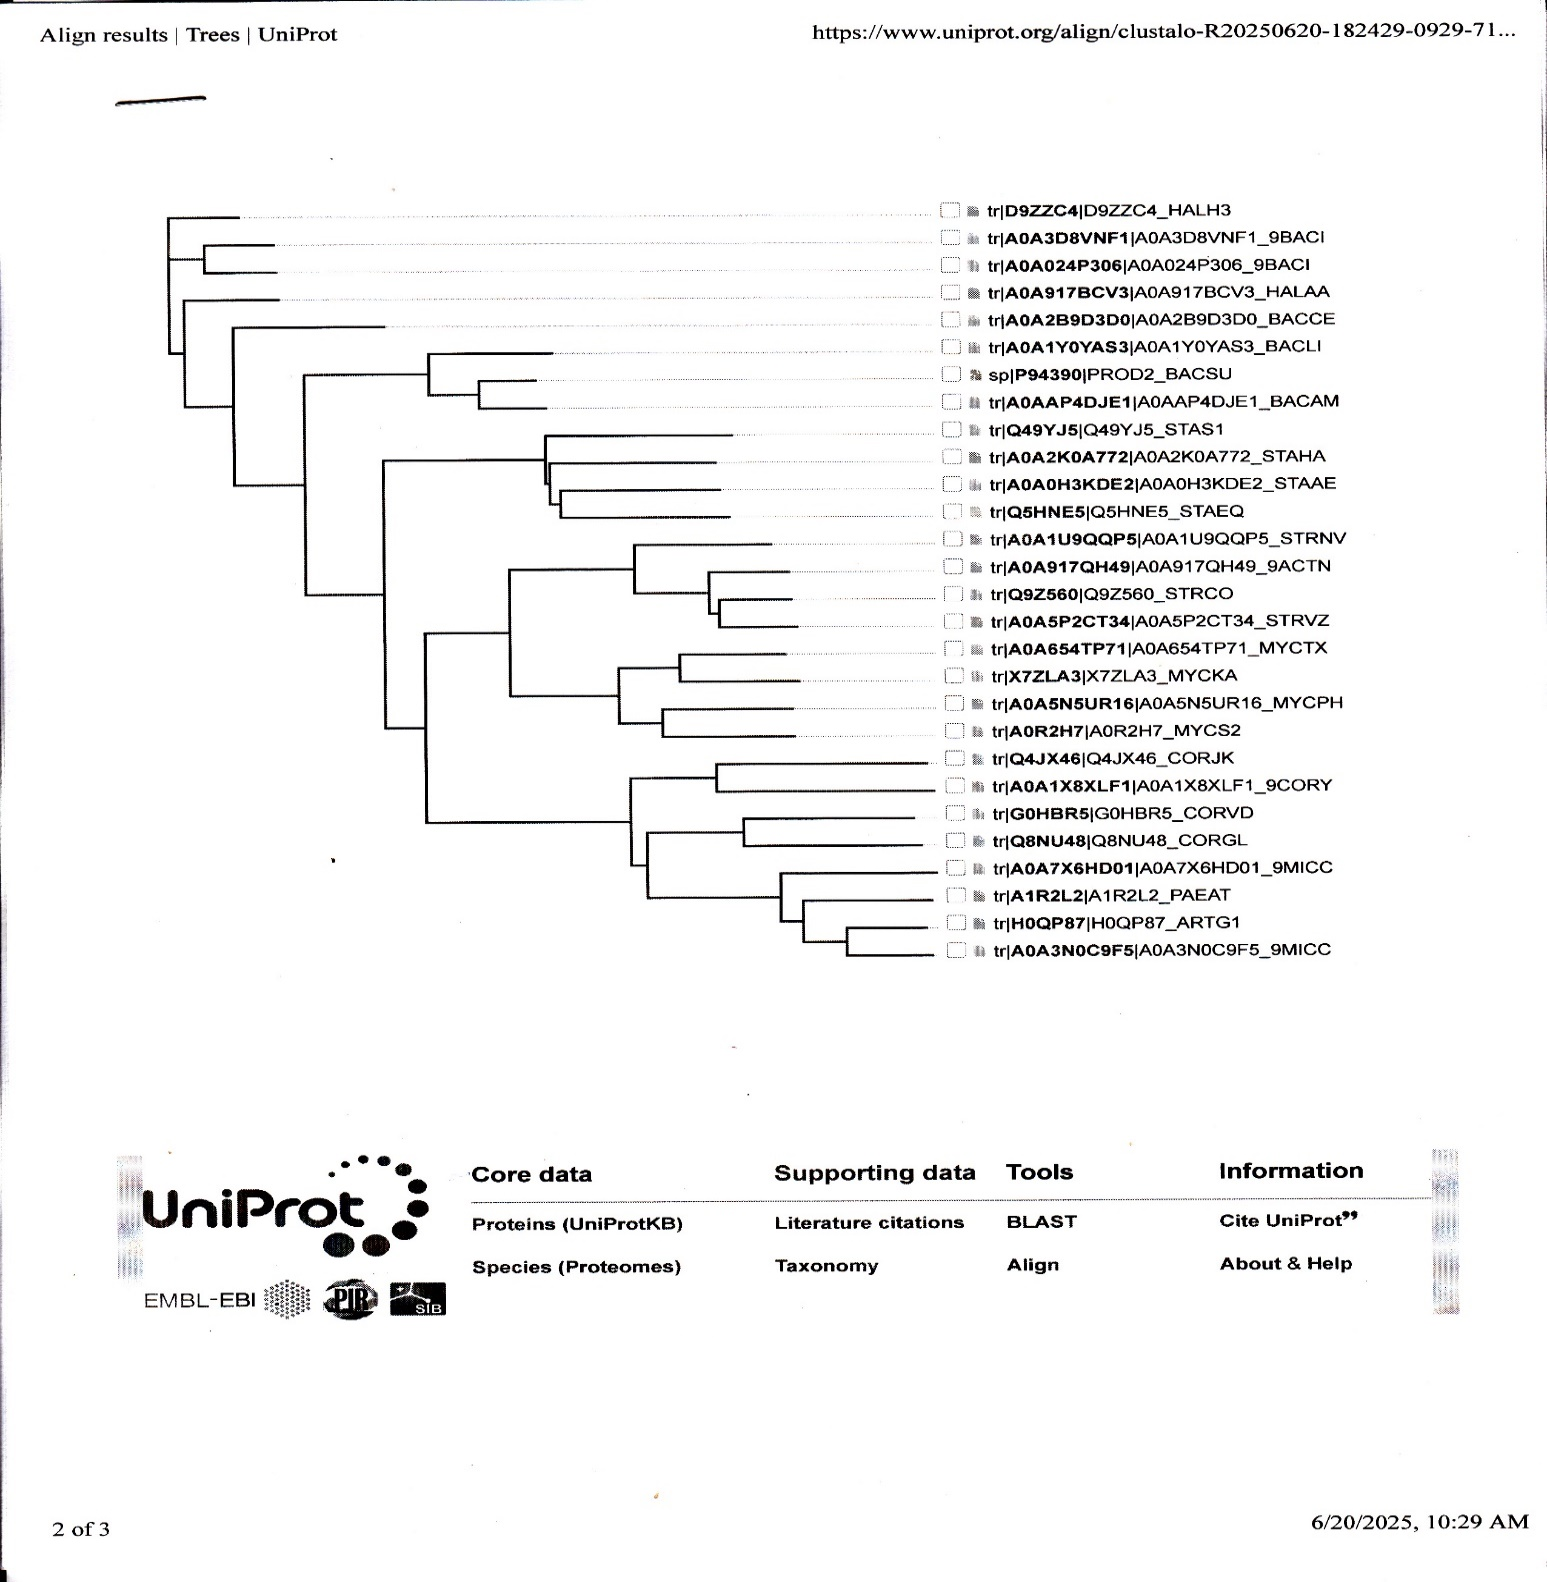 Align results | Trees | UniProt
https://www.uniprot.org/align/clustalo-R20250620-182429-0929-71...
tr|D9ZZC4|D9ZZC4_HALH3
tr|A0A3D8VNF1|A0A3D8VNF1_9BACI
tr|A0A024P306|A0A024P306_9BACI
tr|A0A917BCV3|A0A917BCV3_HALAA
tr|A0A2B9D3D0|A0A2B9D3D0_BACCE
tr|A0A1Y0YAS3|A0A1Y0YAS3_BACLI
sp|P94390|PROD2_BACSU
tr|A0AAP4DJE1|A0AAP4DJE1_BACAM
tr|Q49YJ5|Q49YJ5_STAS1
tr|A0A2K0A772|A0A2K0A772_STAHA
tr|A0A0H3KDE2|A0A0H3KDE2_STAAE
tr|Q5HNE5|Q5HNE5_STAEQ
tr|A0A1U9QQP5|A0A1U9QQP5_STRNV
tr|A0A917QH49|A0A917QH49_9ACTN
tr|Q9Z560|Q9Z560_STRCO
tr|A0A5P2CT34|A0A5P2CT34_STRVZ
tr|A0A654TP71|A0A654TP71_MYCTX
tr|X7ZLA3|X7ZLA3_MYCKA
tr|A0A5N5UR16|A0A5N5UR16_MYCPH
tr|A0R2H7|A0R2H7_MYCS2
tr|Q4JX46|Q4JX46_CORJK
tr|A0A1X8XLF1|A0A1X8XLF1_9CORY
tr|G0HBR5|G0HBR5_CORVD
tr|Q8NU48|Q8NU48_CORGL
tr|A0A7X6HD01|A0A7X6HD01_9MICC
tr|A1R2L2|A1R2L2_PAEAT
tr|H0QP87|H0QP87_ARTG1
tr|A0A3N0C9F5|A0A3N0C9F5_9MICC
UniProt
EMBL-EBI PIR SIB
Core data
Proteins (UniProtKB)
Species (Proteomes)
Supporting data
Literature citations
Taxonomy
Tools
BLAST
Align
Information
Cite UniProt”
About & Help
2 of 3
6/20/2025, 10:29 AM